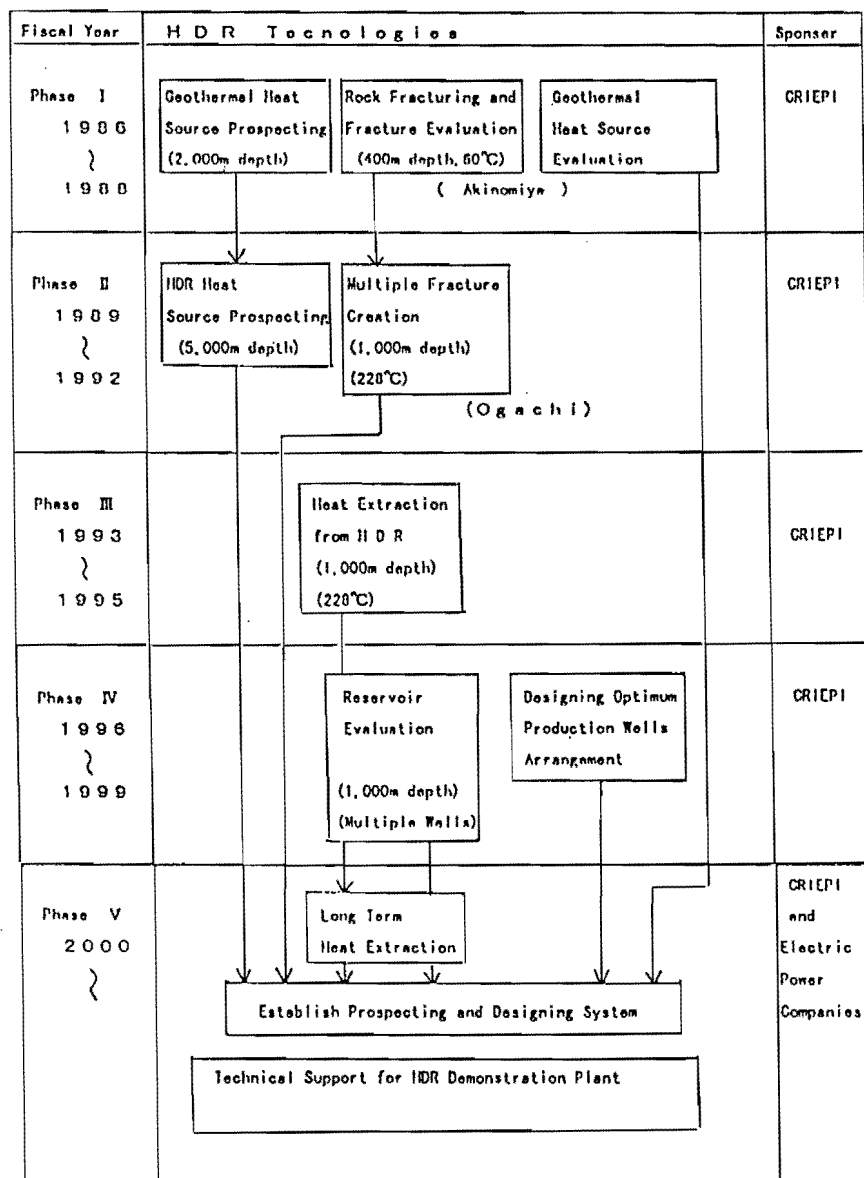 Fiscal Year
HDR Tecnologies
Sponser
Phase I
1986
~
1988
Geothermal Heat
Source Prospecting
(2,000m depth)
Rock Fracturing and
Fracture Evaluation
(400m depth, 60℃)
Geothermal
Heat Source
Evaluation
( Akinomiya )
CRIEPI
Phase II
1989
~
1992
HDR Heat
Source Prospecting
(5,000m depth)
Multiple Fracture
Creation
(1,000m depth)
(228℃)
(Ogachi)
CRIEPI
Phase III
1993
~
1995
Heat Extraction
from HDR
(1,000m depth)
(228℃)
CRIEPI
Phase IV
1996
~
1999
Reservoir
Evaluation
(1,000m depth)
(Multiple Wells)
Designing Optimum
Production Wells
Arrangement
CRIEPI
Phase V
2000
~
Long Term
Heat Extraction
Establish Prospecting and Designing System
Technical Support for HDR Demonstration Plant
CRIEPI
and
Electric
Power
Companies